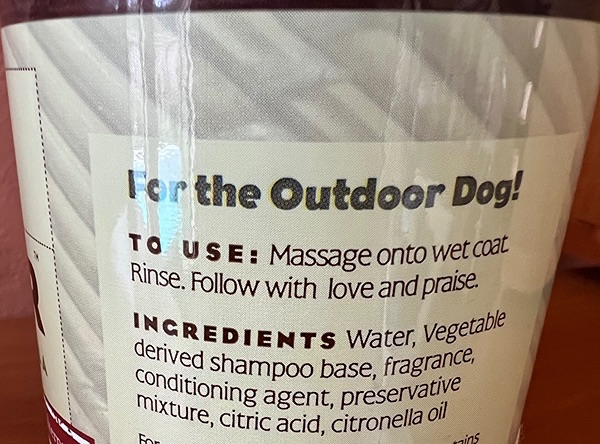 For the Outdoor Dog!
TO USE: Massage onto wet coat.
Rinse. Follow with love and praise.
INGREDIENTS Water, Vegetable
derived shampoo base, fragrance,
conditioning agent, preservative
mixture, citric acid, citronella oil
TM
R
A